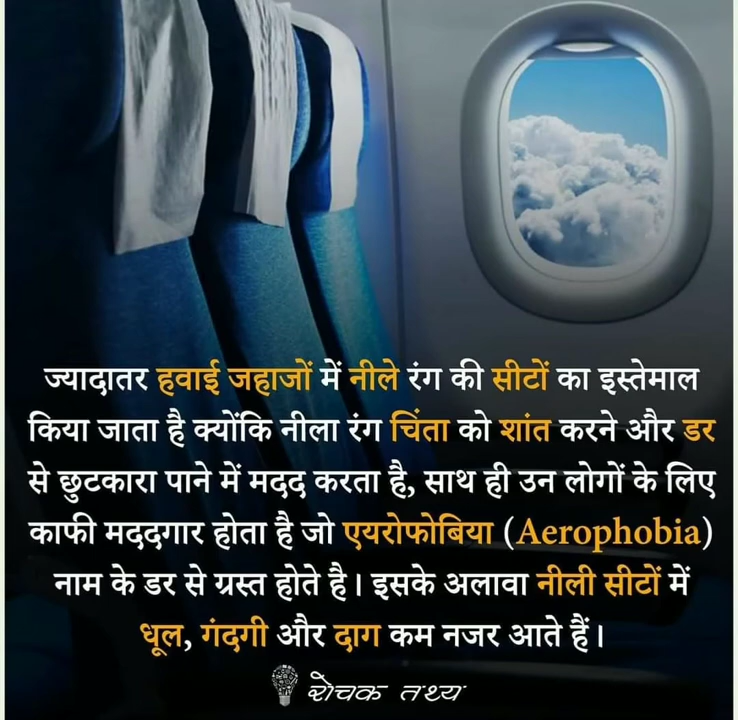 ज्यादातर हवाई जहाजों में नीले रंग की सीटों का इस्तेमाल
किया जाता है क्योंकि नीला रंग चिंता को शांत करने और डर
से छुटकारा पाने में मदद करता है, साथ ही उन लोगों के लिए
काफी मददगार होता है जो एयरोफोबिया (Aerophobia)
नाम के डर से ग्रस्त होते है। इसके अलावा नीली सीटों में
धूल, गंदगी और दाग कम नजर आते हैं।
रोचक तथ्य